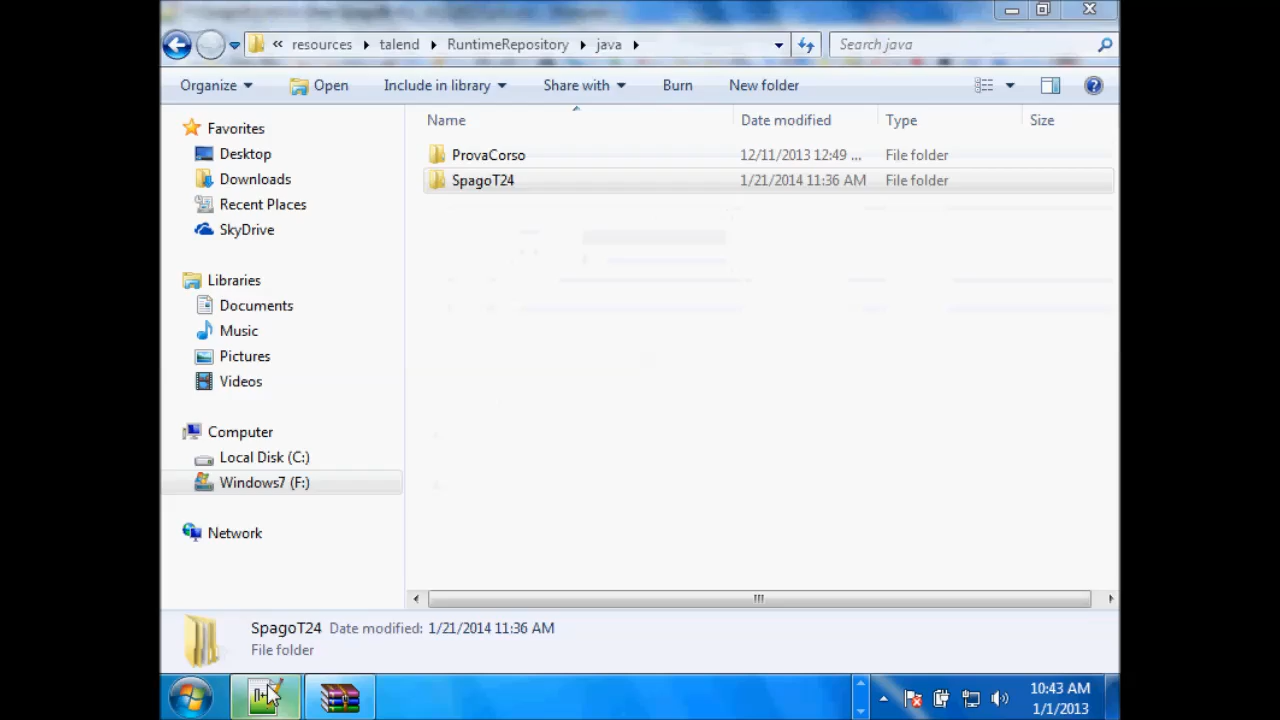 « resources ▸ talend ▸ RuntimeRepository ▸ java ▸ Search java
Organize Open Include in library Share with Burn New folder
Name Date modified Type Size
Favorites
Desktop
Downloads
Recent Places
SkyDrive
Libraries
Documents
Music
Pictures
Videos
Computer
Local Disk (C:)
Windows7 (F:)
Network
ProvaCorso 12/11/2013 12:49 ... File folder
SpagoT24 1/21/2014 11:36 AM File folder
SpagoT24 Date modified: 1/21/2014 11:36 AM
File folder
10:43 AM
1/1/2013